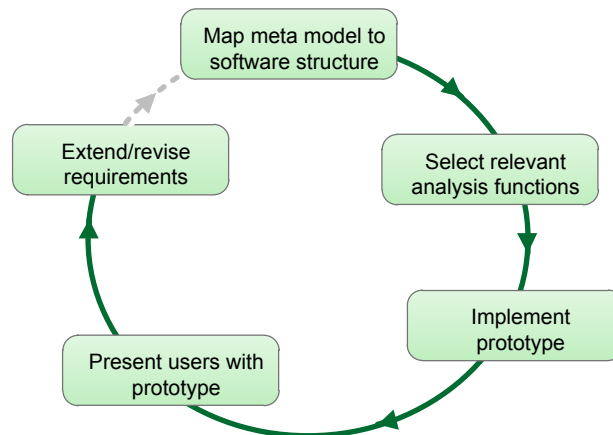 Map meta model to
software structure
Select relevant
analysis functions
Implement
prototype
Present users with
prototype
Extend/revise
requirements